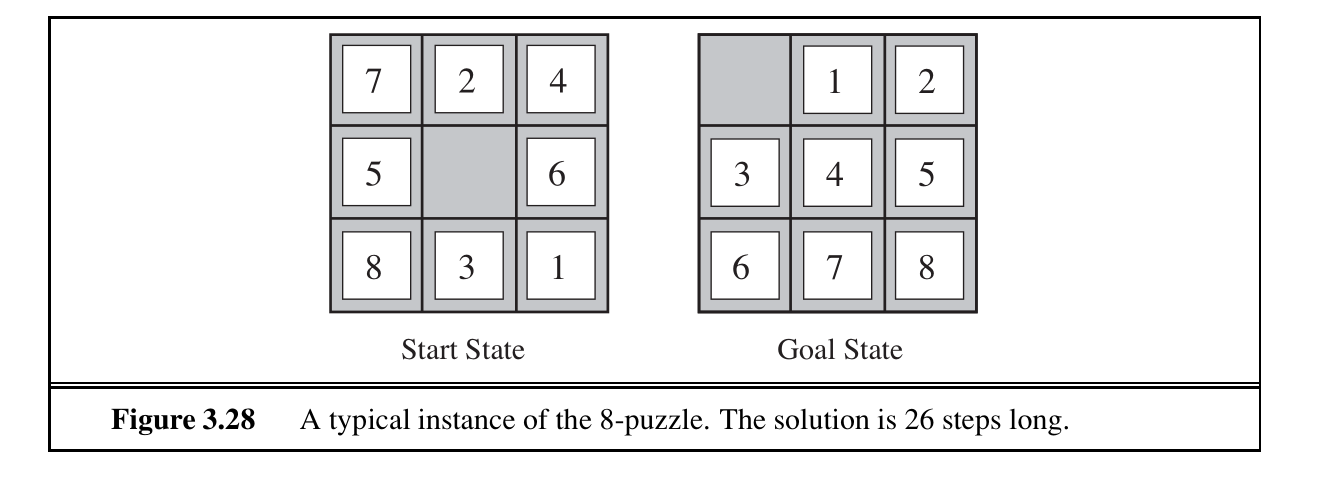 7 2 4 1 2
5 6 3 4 5
8 3 1 6 7 8
Start State Goal State
Figure 3.28 A typical instance of the 8-puzzle. The solution is 26 steps long.